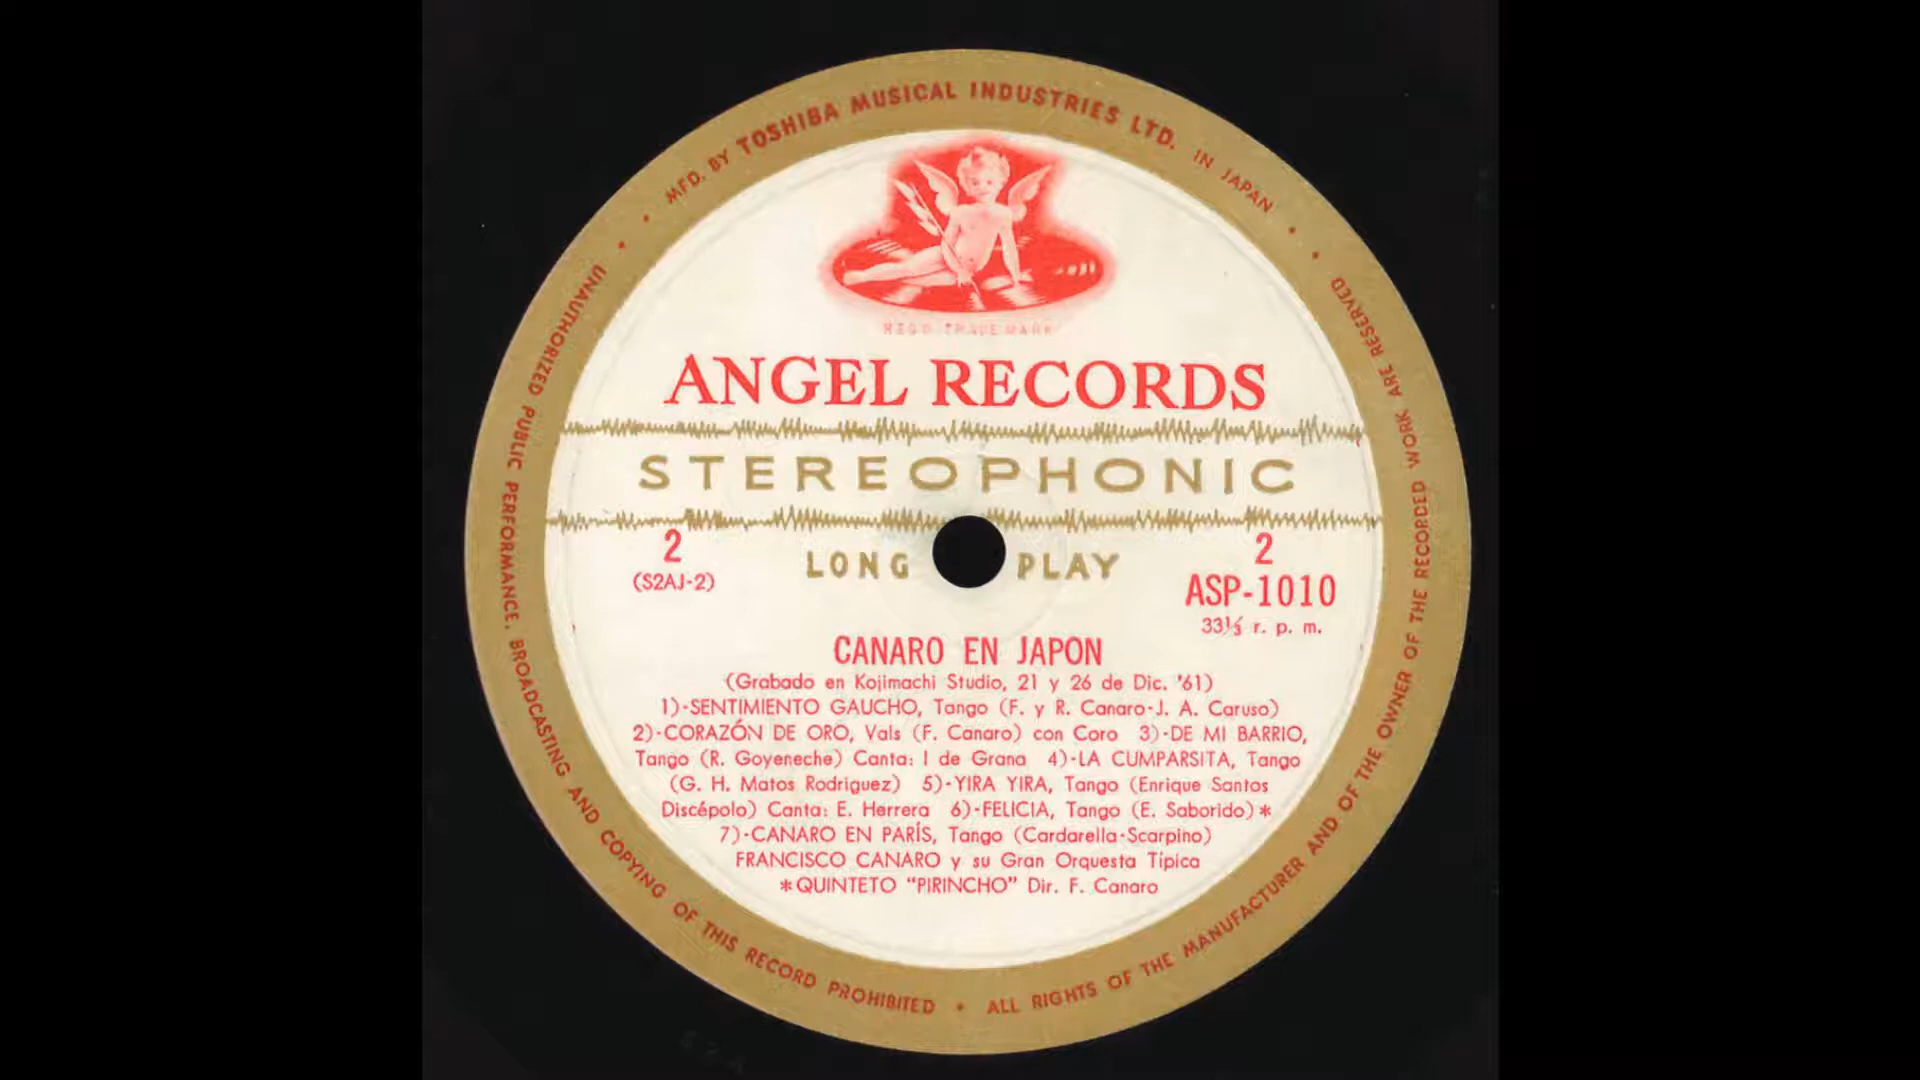 MFD. BY TOSHIBA MUSICAL INDUSTRIES LTD. IN JAPAN
REGD TRADE MARK
ANGEL RECORDS
STEREOPHONIC
LONG PLAY
2
(S2AJ-2)
2
ASP-1010
33⅓ r. p. m.
CANARO EN JAPON
(Grabado en Kojimachi Studio, 21 y 26 de Dic. '61)
1)-SENTIMIENTO GAUCHO, Tango (F. y R. Canaro-J. A. Caruso)
2)-CORAZÓN DE ORO, Vals (F. Canaro) con Coro 3)-DE MI BARRIO,
Tango (R. Goyeneche) Canta: I de Grana 4)-LA CUMPARSITA, Tango
(G. H. Matos Rodriguez) 5)-YIRA YIRA, Tango (Enrique Santos
Discépolo) Canta: E. Herrera 6)-FELICIA, Tango (E. Saborido)*
7)-CANARO EN PARÍS, Tango (Cardarella-Scarpino)
FRANCISCO CANARO y su Gran Orquesta Típica
*QUINTETO “PIRINCHO” Dir. F. Canaro
UNAUTHORIZED PUBLIC PERFORMANCE, BROADCASTING AND COPYING OF THIS RECORD PROHIBITED • ALL RIGHTS OF THE MANUFACTURER AND OF THE OWNER OF THE RECORDED WORK ARE RESERVED